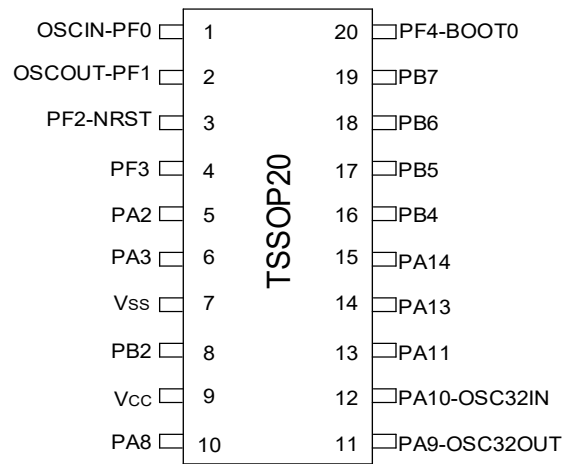 OSCIN-PF0 1 20 PF4-BOOT0
OSCOUT-PF1 2 19 PB7
PF2-NRST 3 18 PB6
PF3 4 17 PB5
PA2 5 16 PB4
PA3 6 15 PA14
Vss 7 14 PA13
PB2 8 13 PA11
Vcc 9 12 PA10-OSC32IN
PA8 10 11 PA9-OSC32OUT
TSSOP20